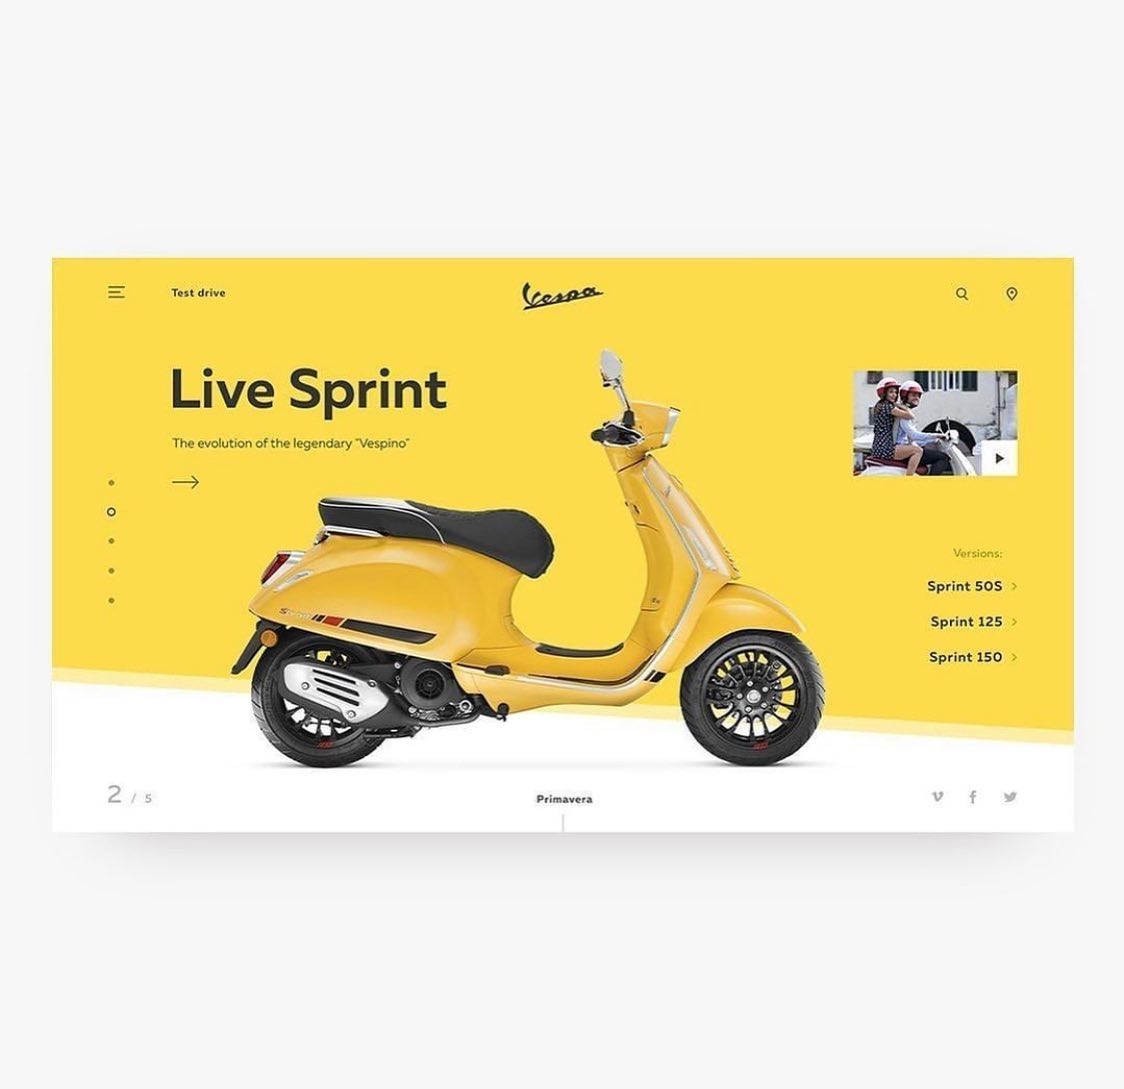 Test drive
Vespa
Live Sprint
The evolution of the legendary "Vespino"
Versions:
Sprint 50S
Sprint 125
Sprint 150
Sprint
2 / 5
Primavera